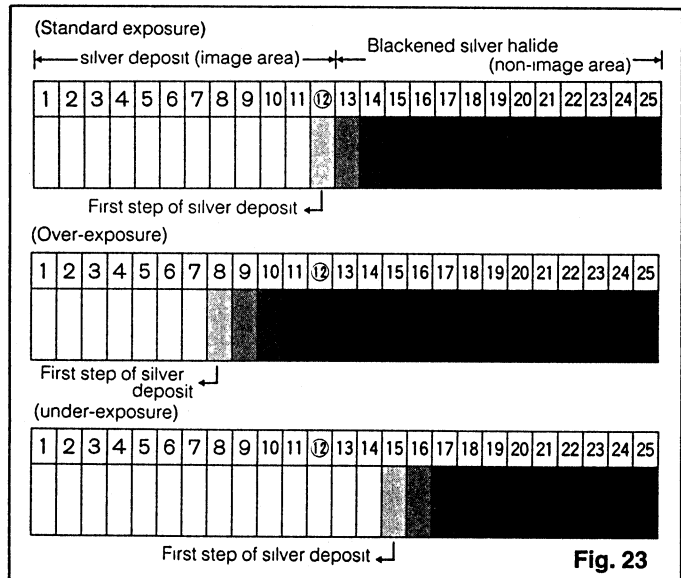 (Standard exposure)
silver deposit (image area)
Blackened silver halide
(non-image area)
1 2 3 4 5 6 7 8 9 10 11 ⑫ 13 14 15 16 17 18 19 20 21 22 23 24 25
First step of silver deposit
(Over-exposure)
1 2 3 4 5 6 7 8 9 10 11 ⑫ 13 14 15 16 17 18 19 20 21 22 23 24 25
First step of silver
deposit
(under-exposure)
1 2 3 4 5 6 7 8 9 10 11 ⑫ 13 14 15 16 17 18 19 20 21 22 23 24 25
First step of silver deposit
Fig. 23